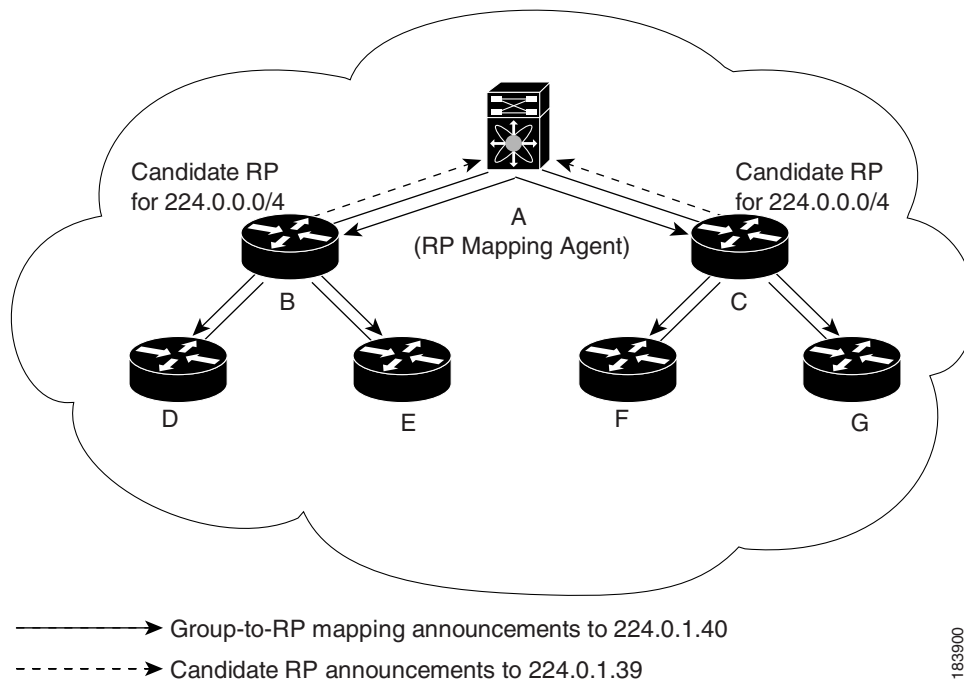 Candidate RP
for 224.0.0.0/4
Candidate RP
for 224.0.0.0/4
A
(RP Mapping Agent)
B
C
D
E
F
G
Group-to-RP mapping announcements to 224.0.1.40
Candidate RP announcements to 224.0.1.39
183900